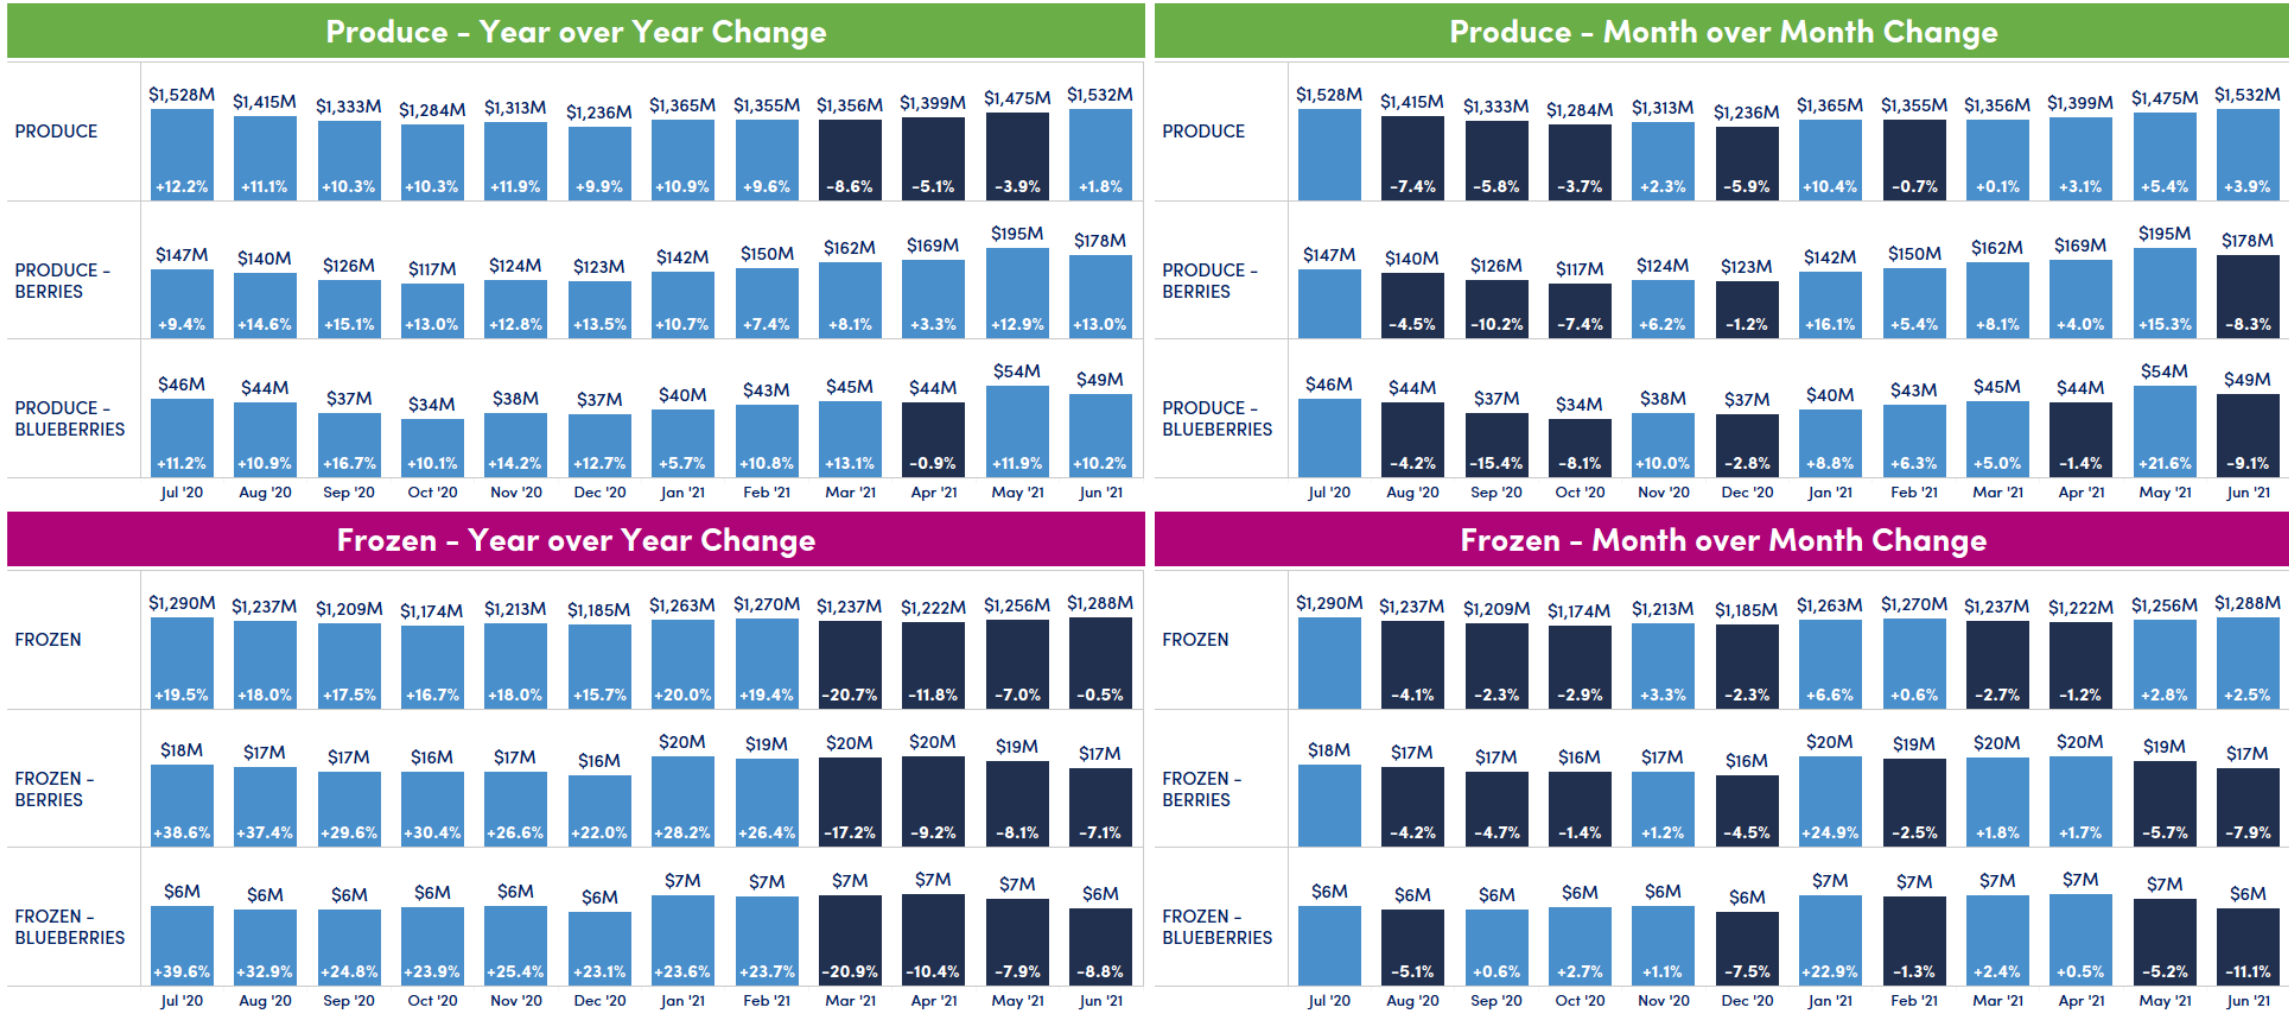 Produce - Year over Year Change
PRODUCE
$1,528M $1,415M $1,333M $1,284M $1,313M $1,236M $1,365M $1,355M $1,356M $1,399M $1,475M $1,532M
+12.2% +11.1% +10.3% +10.3% +11.9% +9.9% +10.9% +9.6% -8.6% -5.1% -3.9% +1.8%
PRODUCE -
BERRIES
$147M $140M $126M $117M $124M $123M $142M $150M $162M $169M $195M $178M
+9.4% +14.6% +15.1% +13.0% +12.8% +13.5% +10.7% +7.4% +8.1% +3.3% +12.9% +13.0%
PRODUCE -
BLUEBERRIES
$46M $44M $37M $34M $38M $37M $40M $43M $45M $44M $54M $49M
+11.2% +10.9% +16.7% +10.1% +14.2% +12.7% +5.7% +10.8% +13.1% -0.9% +11.9% +10.2%
Jul '20 Aug '20 Sep '20 Oct '20 Nov '20 Dec '20 Jan '21 Feb '21 Mar '21 Apr '21 May '21 Jun '21
Produce - Month over Month Change
PRODUCE
$1,528M $1,415M $1,333M $1,284M $1,313M $1,236M $1,365M $1,355M $1,356M $1,399M $1,475M $1,532M
-7.4% -5.8% -3.7% +2.3% -5.9% +10.4% -0.7% +0.1% +3.1% +5.4% +3.9%
PRODUCE -
BERRIES
$147M $140M $126M $117M $124M $123M $142M $150M $162M $169M $195M $178M
-4.5% -10.2% -7.4% +6.2% -1.2% +16.1% +5.4% +8.1% +4.0% +15.3% -8.3%
PRODUCE -
BLUEBERRIES
$46M $44M $37M $34M $38M $37M $40M $43M $45M $44M $54M $49M
-4.2% -15.4% -8.1% +10.0% -2.8% +8.8% +6.3% +5.0% -1.4% +21.6% -9.1%
Jul '20 Aug '20 Sep '20 Oct '20 Nov '20 Dec '20 Jan '21 Feb '21 Mar '21 Apr '21 May '21 Jun '21
Frozen - Year over Year Change
FROZEN
$1,290M $1,237M $1,209M $1,174M $1,213M $1,185M $1,263M $1,270M $1,237M $1,222M $1,256M $1,288M
+19.5% +18.0% +17.5% +16.7% +18.0% +15.7% +20.0% +19.4% -20.7% -11.8% -7.0% -0.5%
FROZEN -
BERRIES
$18M $17M $17M $16M $17M $16M $20M $19M $20M $20M $19M $17M
+38.6% +37.4% +29.6% +30.4% +26.6% +22.0% +28.2% +26.4% -17.2% -9.2% -8.1% -7.1%
FROZEN -
BLUEBERRIES
$6M $6M $6M $6M $6M $6M $7M $7M $7M $7M $7M $6M
+39.6% +32.9% +24.8% +23.9% +25.4% +23.1% +23.6% +23.7% -20.9% -10.4% -7.9% -8.8%
Jul '20 Aug '20 Sep '20 Oct '20 Nov '20 Dec '20 Jan '21 Feb '21 Mar '21 Apr '21 May '21 Jun '21
Frozen - Month over Month Change
FROZEN
$1,290M $1,237M $1,209M $1,174M $1,213M $1,185M $1,263M $1,270M $1,237M $1,222M $1,256M $1,288M
-4.1% -2.3% -2.9% +3.3% -2.3% +6.6% +0.6% -2.7% -1.2% +2.8% +2.5%
FROZEN -
BERRIES
$18M $17M $17M $16M $17M $16M $20M $19M $20M $20M $19M $17M
-4.2% -4.7% -1.4% +1.2% -4.5% +24.9% -2.5% +1.8% +1.7% -5.7% -7.9%
FROZEN -
BLUEBERRIES
$6M $6M $6M $6M $6M $6M $7M $7M $7M $7M $7M $6M
-5.1% +0.6% +2.7% +1.1% -7.5% +22.9% -1.3% +2.4% +0.5% -5.2% -11.1%
Jul '20 Aug '20 Sep '20 Oct '20 Nov '20 Dec '20 Jan '21 Feb '21 Mar '21 Apr '21 May '21 Jun '21